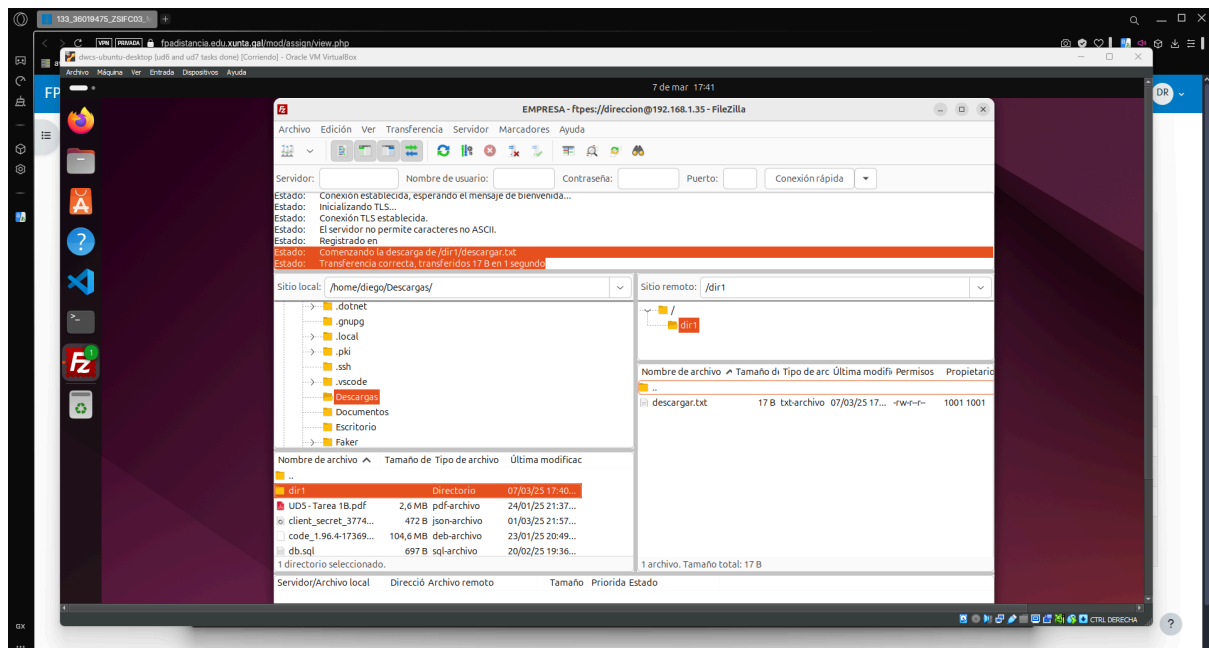 133_36019475_ZSIFC03_
VPN PRIVADA fpadistancia.edu.xunta.gal/mod/assign/view.php
dwcs-ubuntu-desktop (ud6 and ud7 tasks done) [Corriendo] - Oracle VM VirtualBox
Archivo Máquina Ver Entrada Dispositivos Ayuda
7 de mar 17:41
FP
DR
EMPRESA - ftpes://direccion@192.168.1.35 - FileZilla
Archivo Edición Ver Transferencia Servidor Marcadores Ayuda
Servidor: Nombre de usuario: Contraseña: Puerto: Conexión rápida
Estado: Conexión establecida, esperando el mensaje de bienvenida...
Estado: Inicializando TLS...
Estado: Conexión TLS establecida.
Estado: El servidor no permite caracteres no ASCII.
Estado: Registrado en
Estado: Comenzando la descarga de /dir1/descargar.txt
Estado: Transferencia correcta, transferidos 17 B en 1 segundo
Sitio local: /home/diego/Descargas/
.dotnet
.gnupg
.local
.pki
.ssh
.vscode
Descargas
Documentos
Escritorio
Faker
Sitio remoto: /dir1
/
dir1
Nombre de archivo Tamaño de Tipo de archivo Última modificac
..
dir1 Directorio 07/03/25 17:40...
UD5 - Tarea 1B.pdf 2,6 MB pdf-archivo 24/01/25 21:37...
client_secret_3774... 472 B json-archivo 01/03/25 21:57...
code_1.96.4-17369... 104,6 MB deb-archivo 23/01/25 20:49...
db.sql 697 B sql-archivo 20/02/25 19:36...
1 directorio seleccionado.
Nombre de archivo Tamaño de Tipo de arc Última modifi Permisos Propietario
..
descargar.txt 17 B txt-archivo 07/03/25 17... -rw-r--r-- 1001 1001
1 archivo. Tamaño total: 17 B
Servidor/Archivo local Direcció Archivo remoto Tamaño Priorida Estado
CTRL DERECHA
GX
?